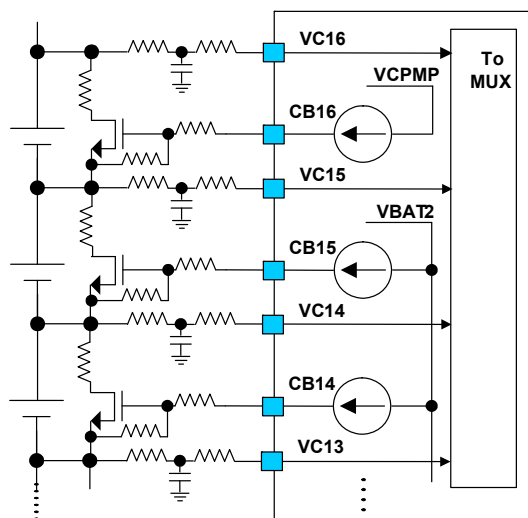 VC16
To
MUX
VCPMP
CB16
VC15
VBAT2
CB15
VC14
CB14
VC13